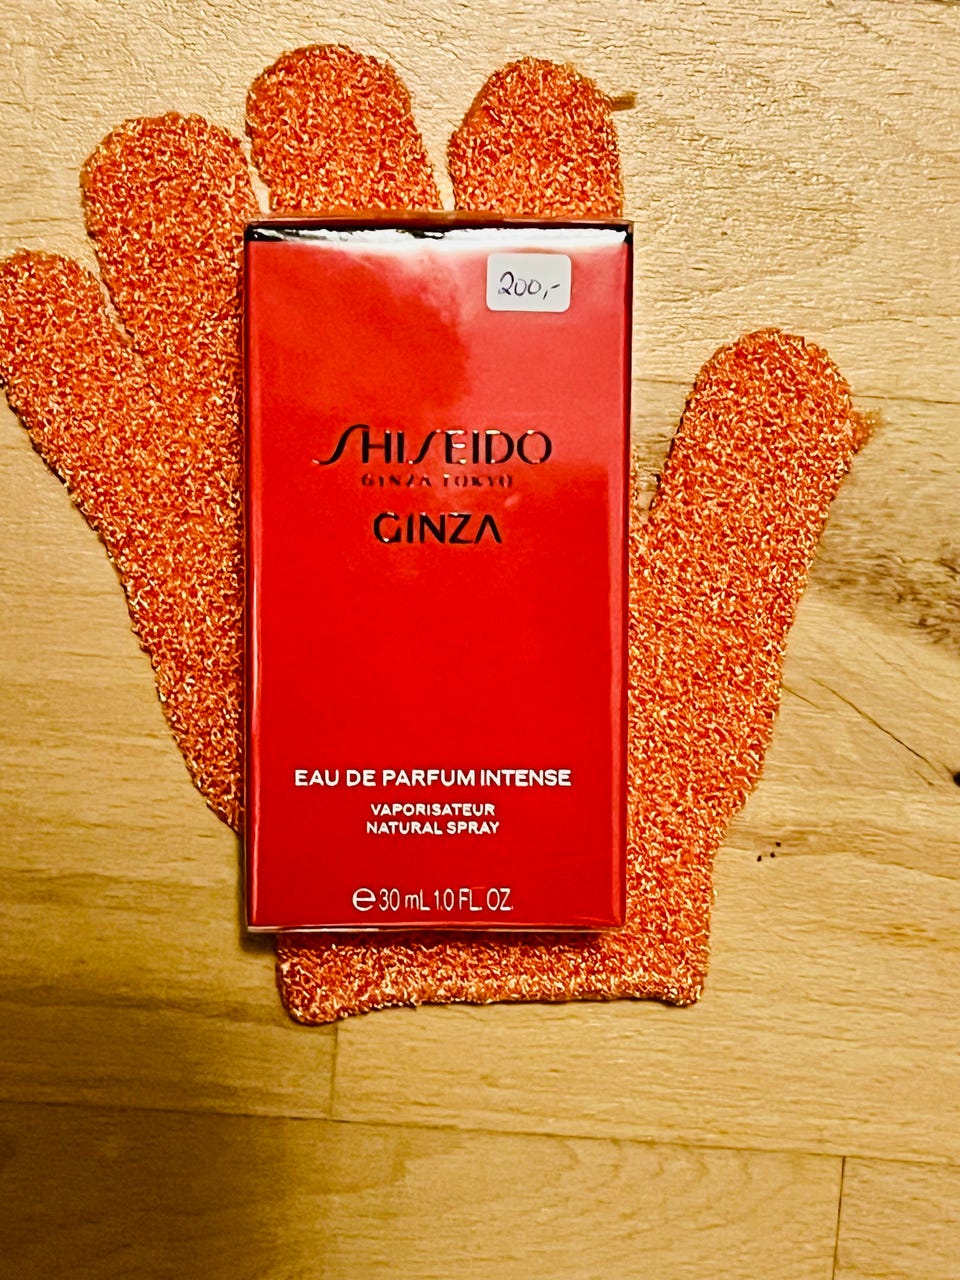 200,-
SHISEIDO
GINZA TOKYO
GINZA
EAU DE PARFUM INTENSE
VAPORISATEUR
NATURAL SPRAY
℮ 30 mL 1.0 FL. OZ.